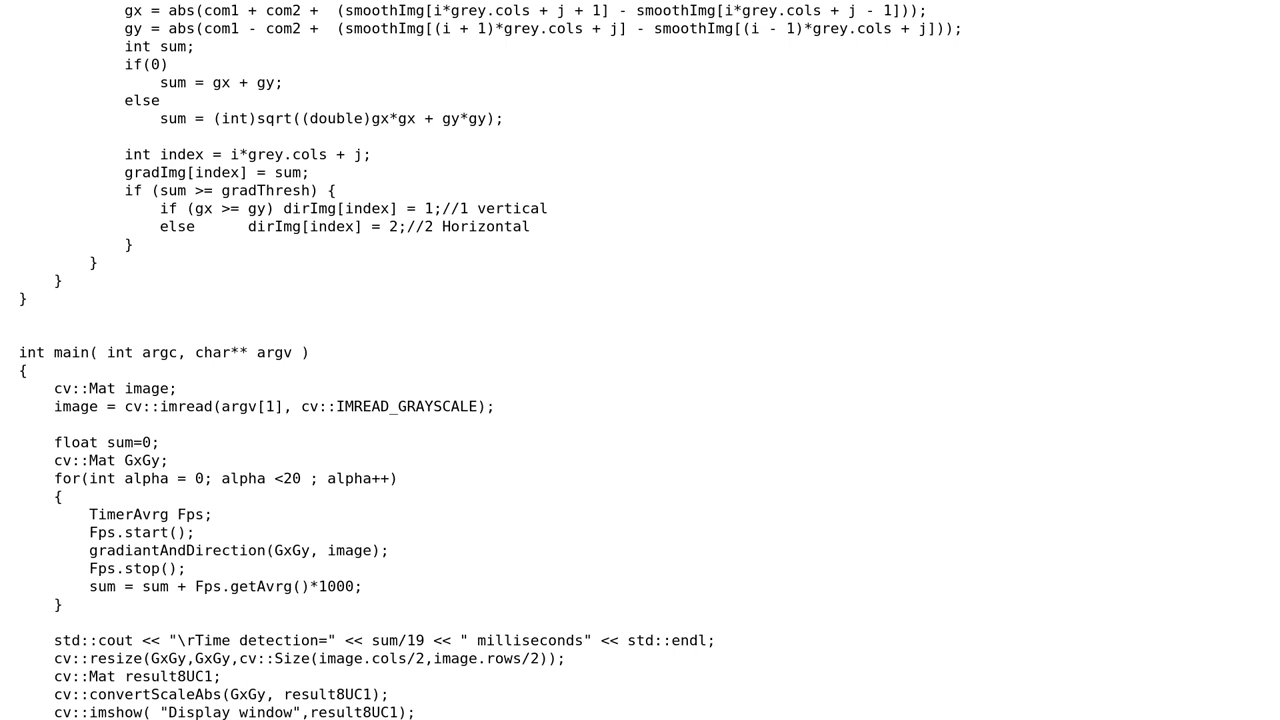 gx = abs(com1 + com2 +  (smoothImg[i*grey.cols + j + 1] - smoothImg[i*grey.cols + j - 1]));
gy = abs(com1 - com2 +  (smoothImg[(i + 1)*grey.cols + j] - smoothImg[(i - 1)*grey.cols + j]));
int sum;
if(0)
sum = gx + gy;
else
sum = (int)sqrt((double)gx*gx + gy*gy);
int index = i*grey.cols + j;
gradImg[index] = sum;
if (sum >= gradThresh) {
if (gx >= gy) dirImg[index] = 1;//1 vertical
else      dirImg[index] = 2;//2 Horizontal
}
}
}
}
int main( int argc, char** argv )
{
cv::Mat image;
image = cv::imread(argv[1], cv::IMREAD_GRAYSCALE);
float sum=0;
cv::Mat GxGy;
for(int alpha = 0; alpha <20 ; alpha++)
{
TimerAvrg Fps;
Fps.start();
gradiantAndDirection(GxGy, image);
Fps.stop();
sum = sum + Fps.getAvrg()*1000;
}
std::cout << "\rTime detection=" << sum/19 << " milliseconds" << std::endl;
cv::resize(GxGy,GxGy,cv::Size(image.cols/2,image.rows/2));
cv::Mat result8UC1;
cv::convertScaleAbs(GxGy, result8UC1);
cv::imshow( "Display window",result8UC1);